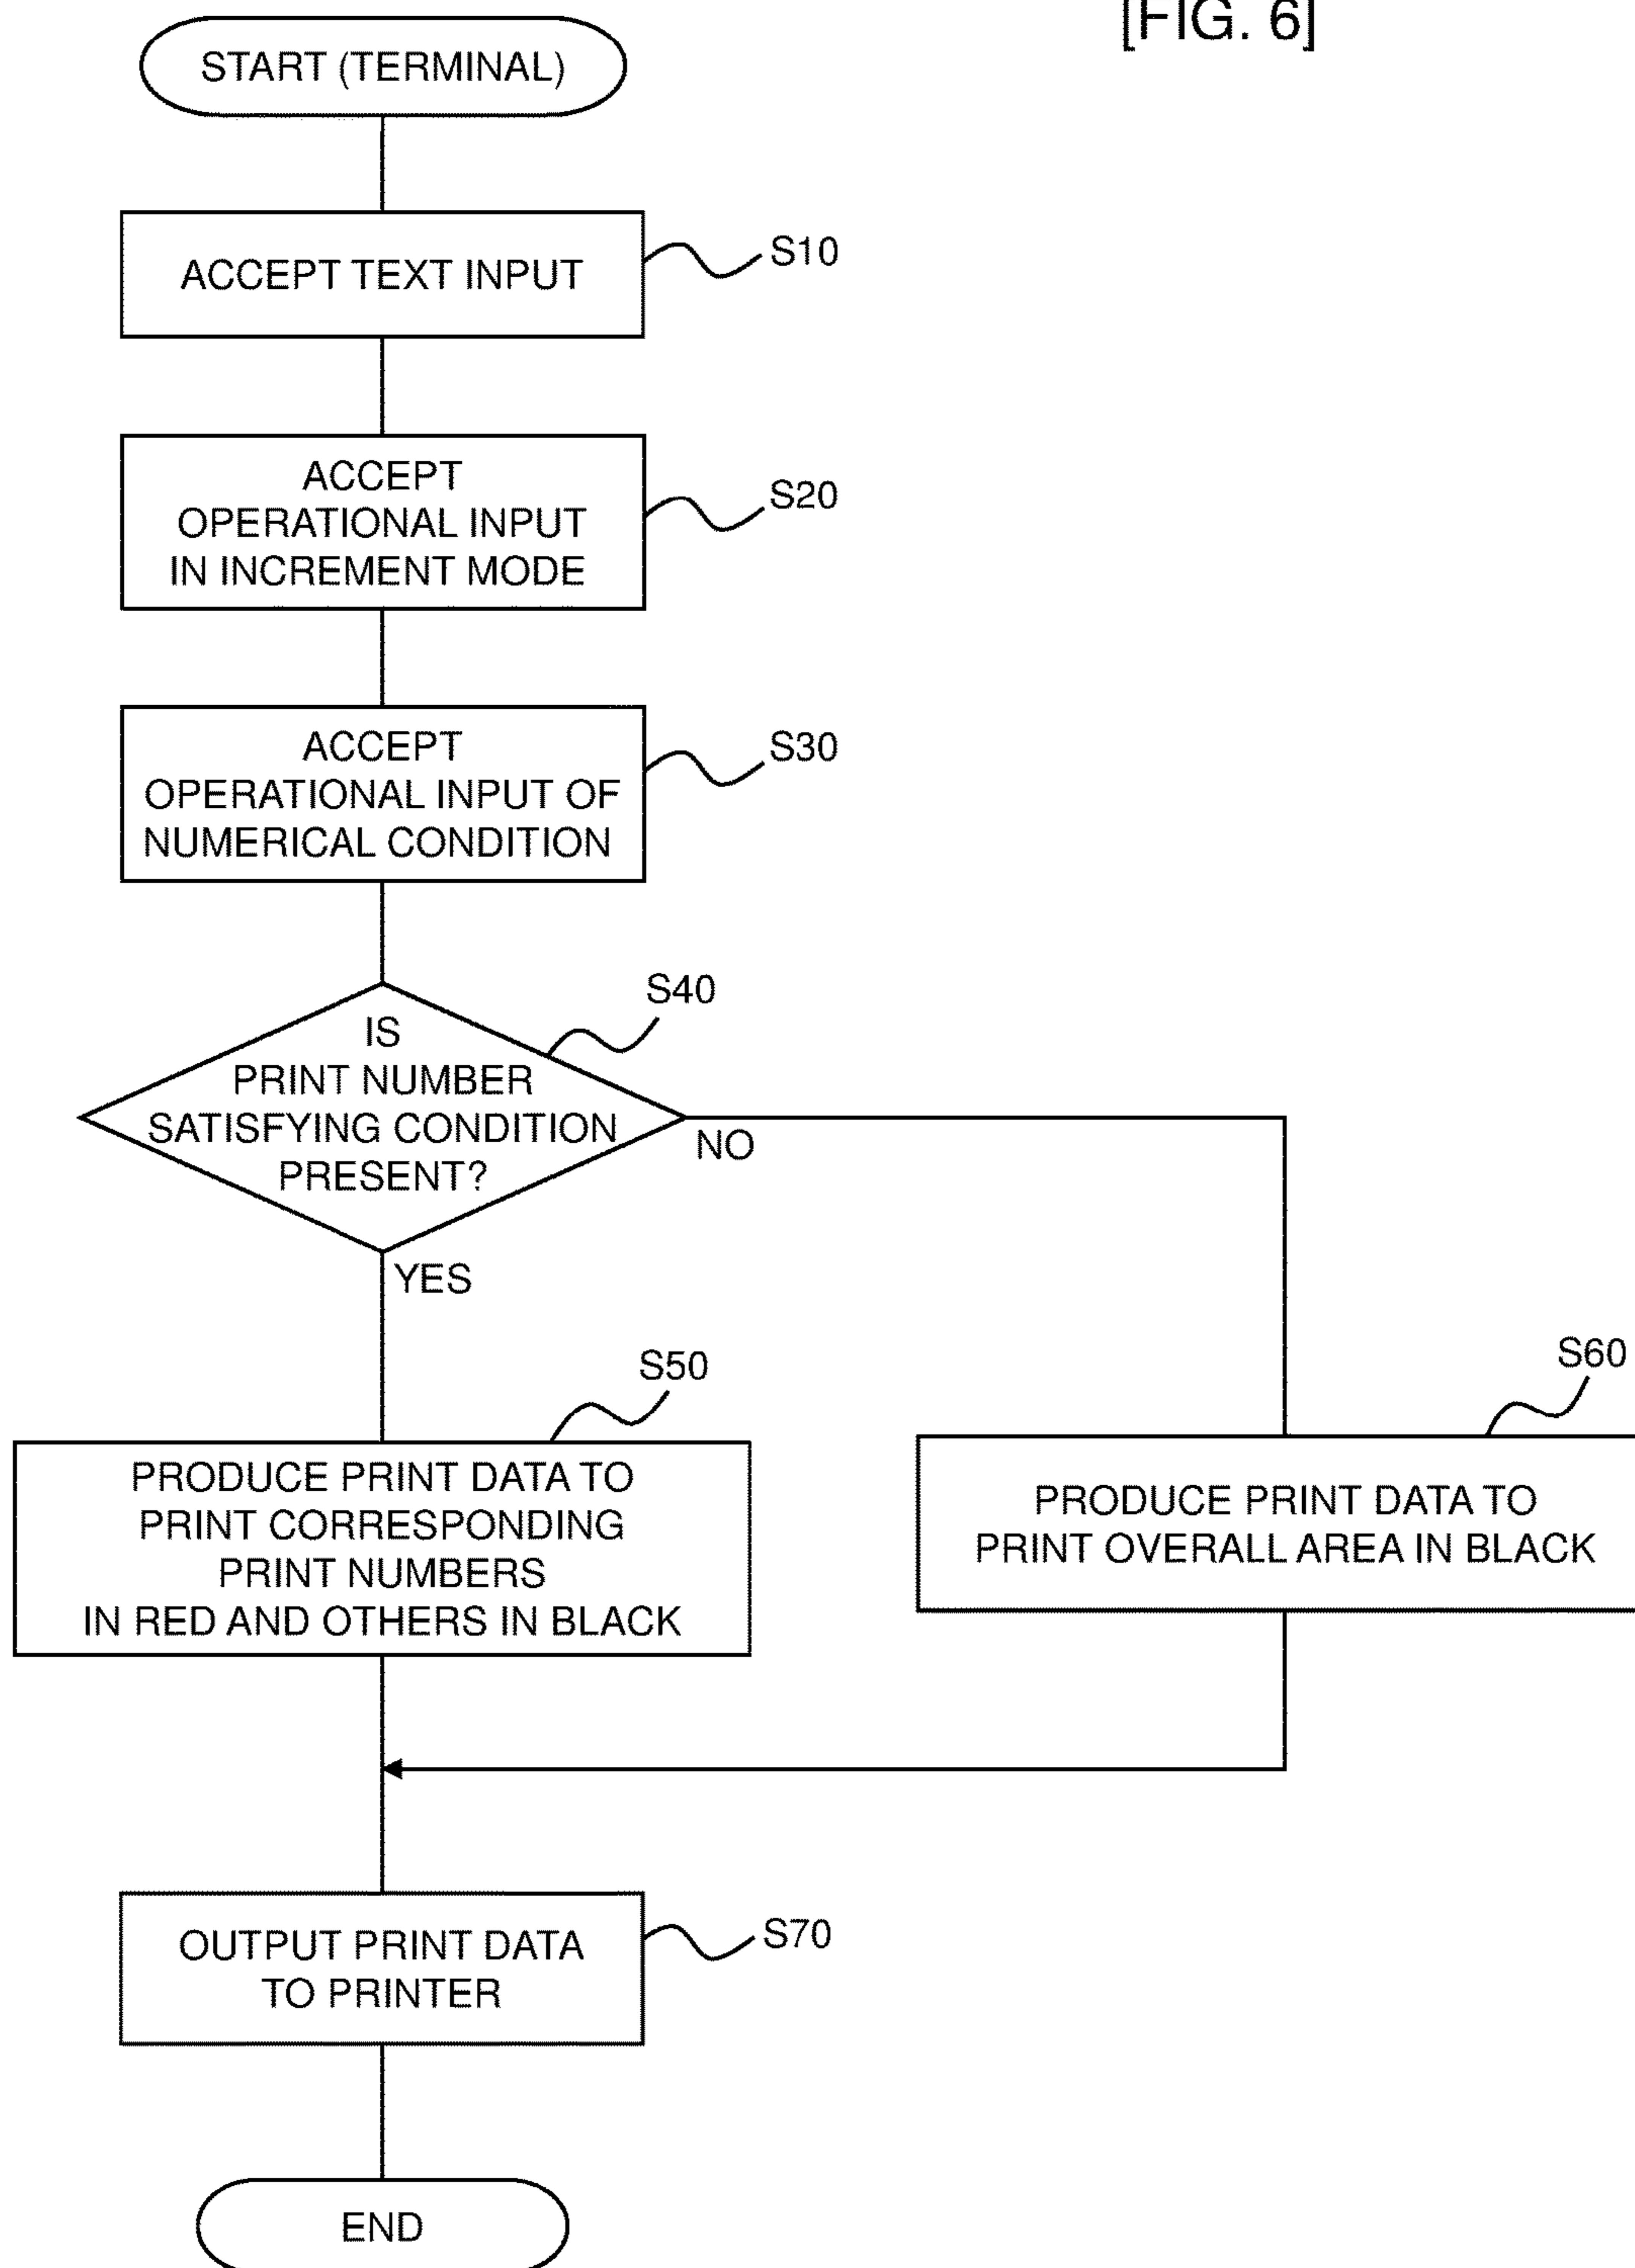 [FIG. 6]
START (TERMINAL)
ACCEPT TEXT INPUT
S10
ACCEPT
OPERATIONAL INPUT
IN INCREMENT MODE
S20
ACCEPT
OPERATIONAL INPUT OF
NUMERICAL CONDITION
S30
S40
IS
PRINT NUMBER
SATISFYING CONDITION
PRESENT?
NO
YES
S50
PRODUCE PRINT DATA TO
PRINT CORRESPONDING
PRINT NUMBERS
IN RED AND OTHERS IN BLACK
S60
PRODUCE PRINT DATA TO
PRINT OVERALL AREA IN BLACK
OUTPUT PRINT DATA
TO PRINTER
S70
END